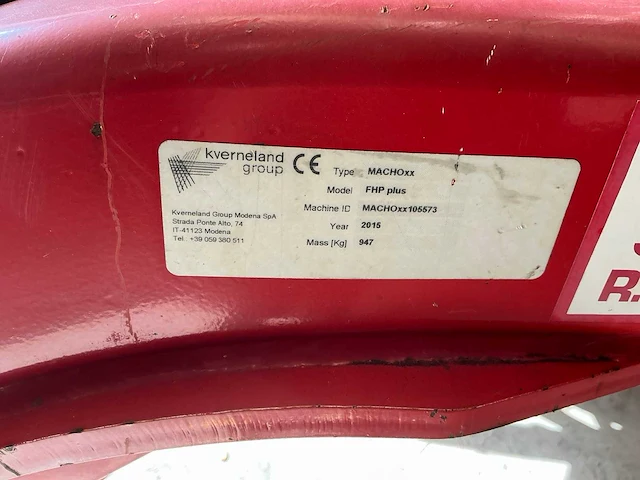 kverneland
group
CE
Type MACHOxx
Model FHP plus
Machine ID MACHOxx105573
Year 2015
Mass [Kg] 947
Kverneland Group Modena SpA
Strada Ponte Alto, 74
IT-41123 Modena
Tel. +39 059 380 511